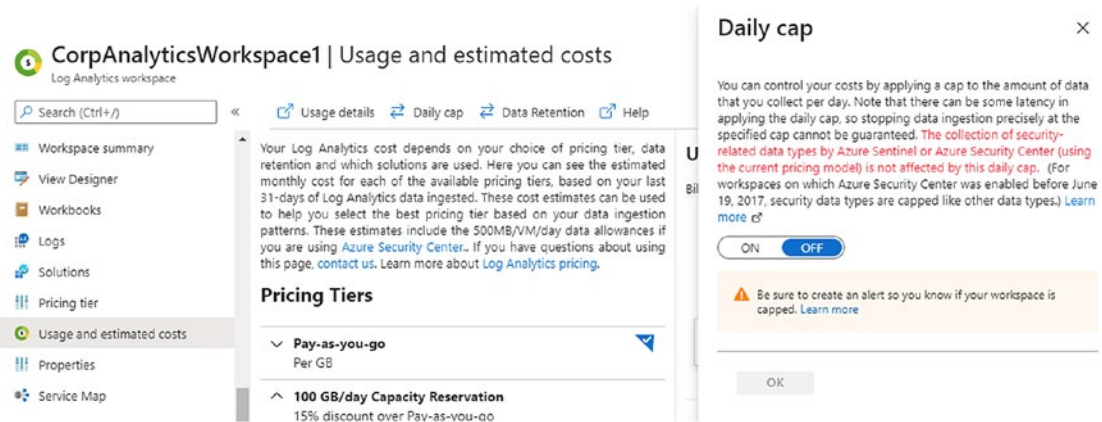 CorpAnalyticsWorkspace1 | Usage and estimated costs
Log Analytics workspace
Search (Ctrl+/)
«
Workspace summary
View Designer
Workbooks
Logs
Solutions
Pricing tier
Usage and estimated costs
Properties
Service Map
Usage details
Daily cap
Data Retention
Help
Your Log Analytics cost depends on your choice of pricing tier, data
retention and which solutions are used. Here you can see the estimated
monthly cost for each of the available pricing tiers, based on your last
31-days of Log Analytics data ingested. These cost estimates can be used
to help you select the best pricing tier based on your data ingestion
patterns. These estimates include the 500MB/VM/day data allowances if
you are using Azure Security Center.. If you have questions about using
this page, contact us. Learn more about Log Analytics pricing.
Pricing Tiers
Pay-as-you-go
Per GB
100 GB/day Capacity Reservation
15% discount over Pay-as-you-go
U
Bil
Daily cap
You can control your costs by applying a cap to the amount of data
that you collect per day. Note that there can be some latency in
applying the daily cap, so stopping data ingestion precisely at the
specified cap cannot be guaranteed. The collection of security-
related data types by Azure Sentinel or Azure Security Center (using
the current pricing model) is not affected by this daily cap. (For
workspaces on which Azure Security Center was enabled before June
19, 2017, security data types are capped like other data types.) Learn
more
ON OFF
Be sure to create an alert so you know if your workspace is
capped. Learn more
OK